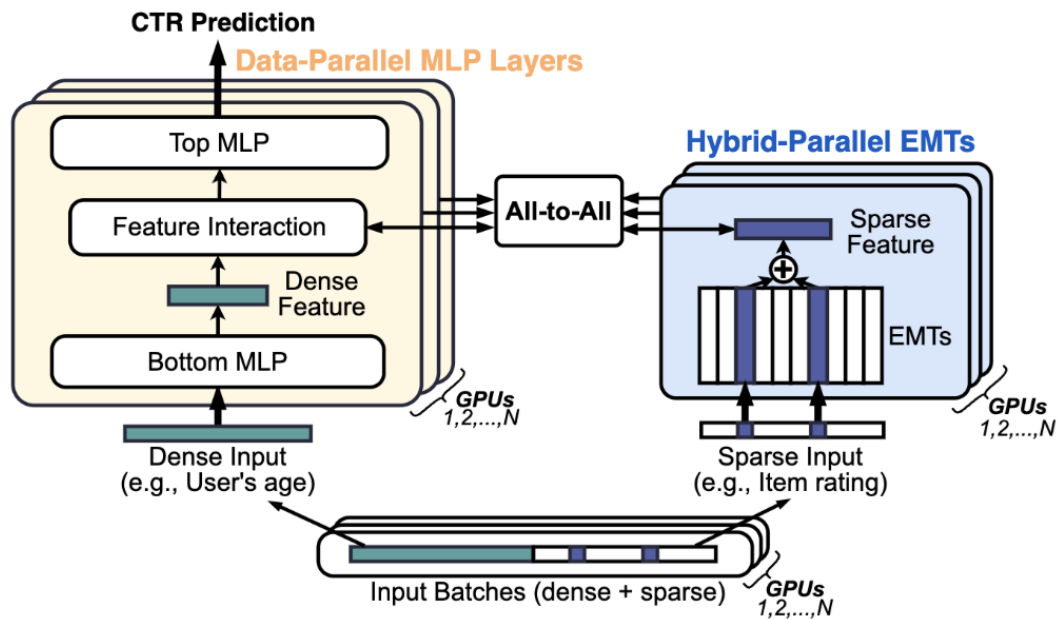 CTR Prediction
Data-Parallel MLP Layers
Top MLP
Feature Interaction
Dense
Feature
Bottom MLP
GPUs
1,2,...,N
Dense Input
(e.g., User's age)
All-to-All
Hybrid-Parallel EMTs
Sparse
Feature
EMTs
GPUs
1,2,...,N
Sparse Input
(e.g., Item rating)
Input Batches (dense + sparse)
GPUs
1,2,...,N